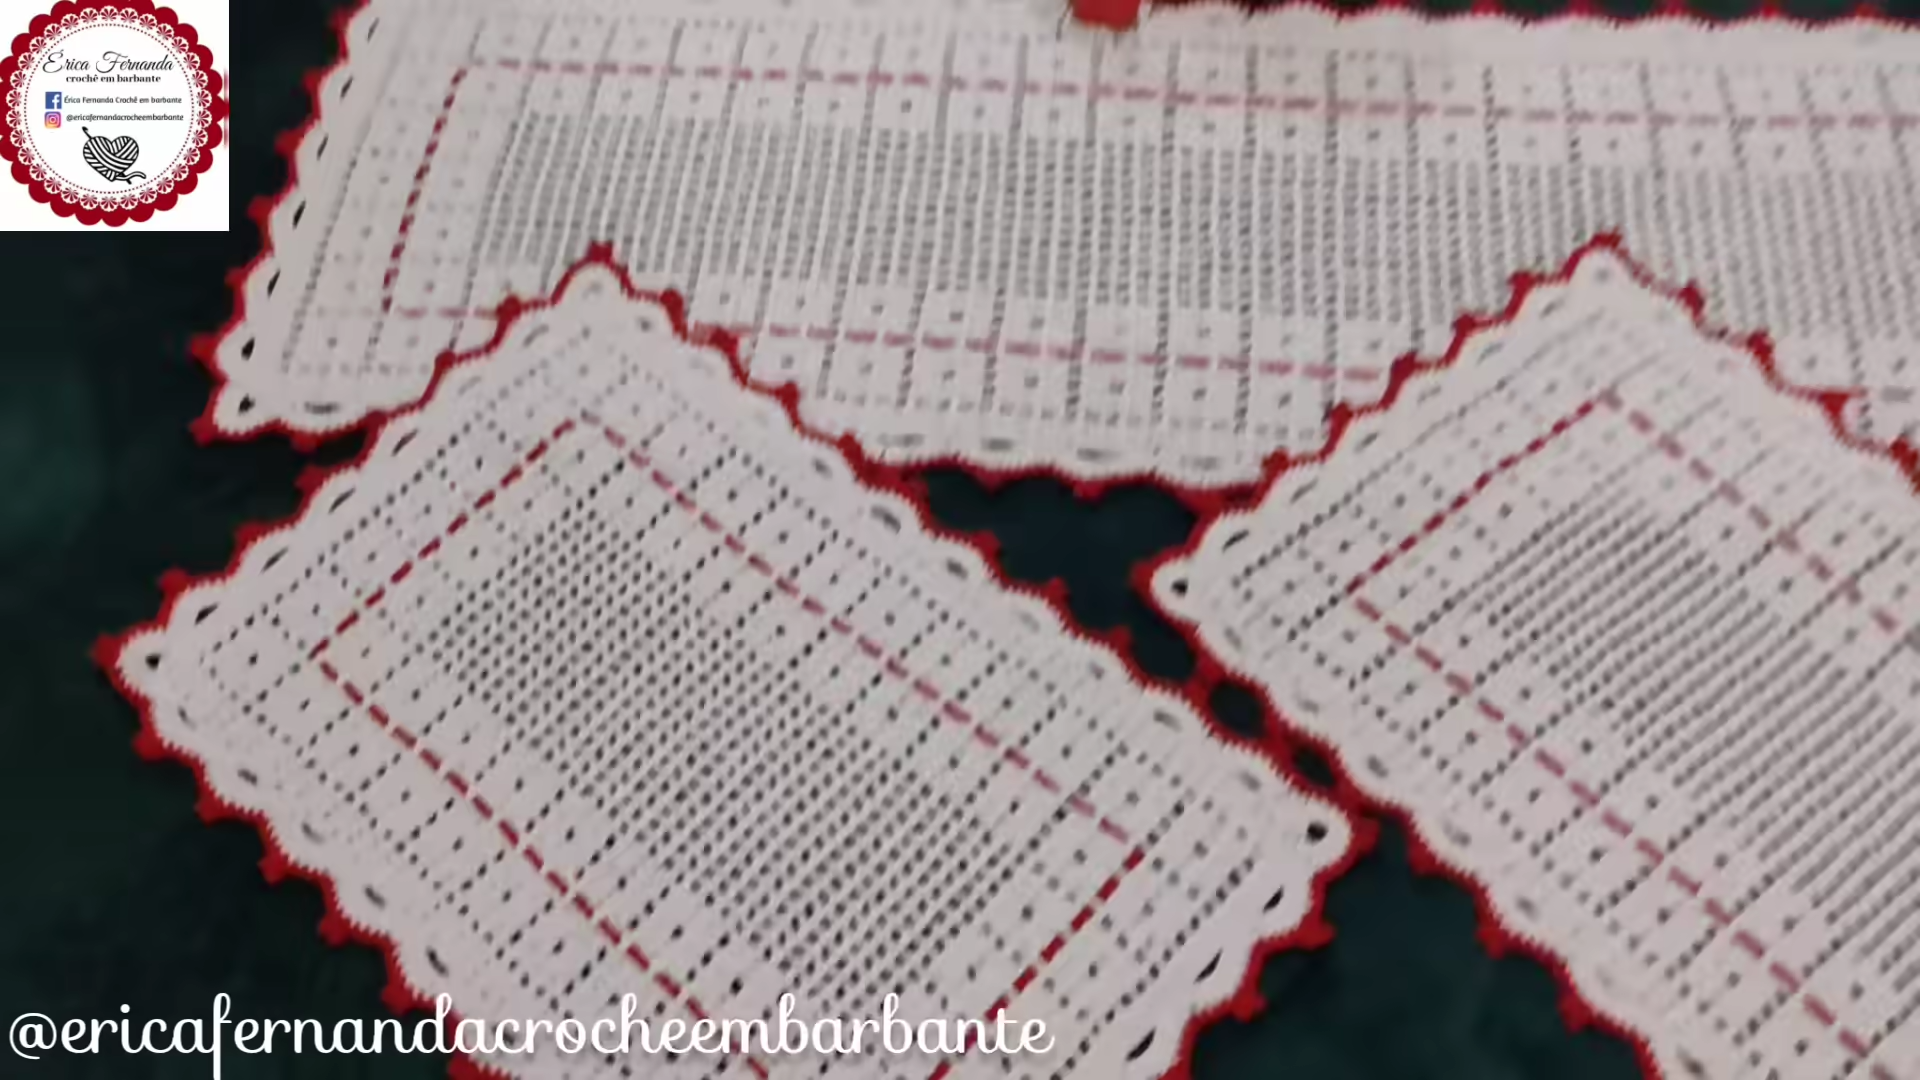 Érica Fernanda
crochê em barbante
Érica Fernanda Crochê em barbante
@ericafernandacrocheembarbante
@ericafernandacrocheembarbante